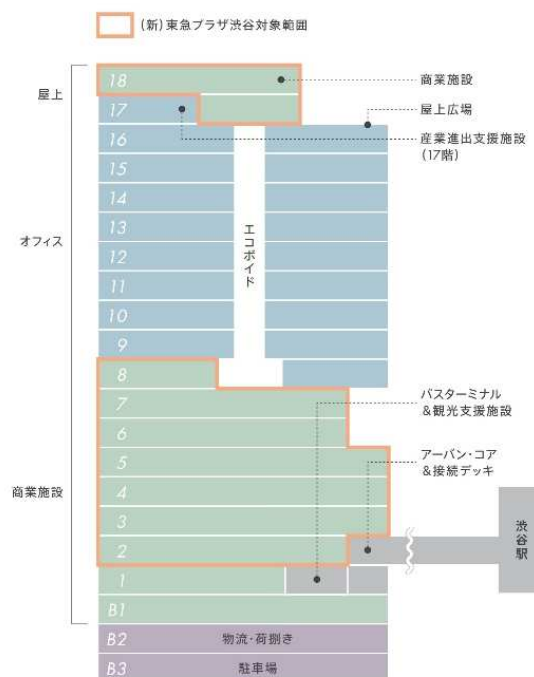 (新)東急プラザ渋谷対象範囲
屋上
オフィス
商業施設
18
17
16
15
14
13
12
11
10
9
8
7
6
5
4
3
2
1
B1
B2
B3
エコボイド
物流・荷捌き
駐車場
商業施設
屋上広場
産業進出支援施設
(17階)
バスターミナル
&観光支援施設
アーバン・コア
&接続デッキ
渋谷駅